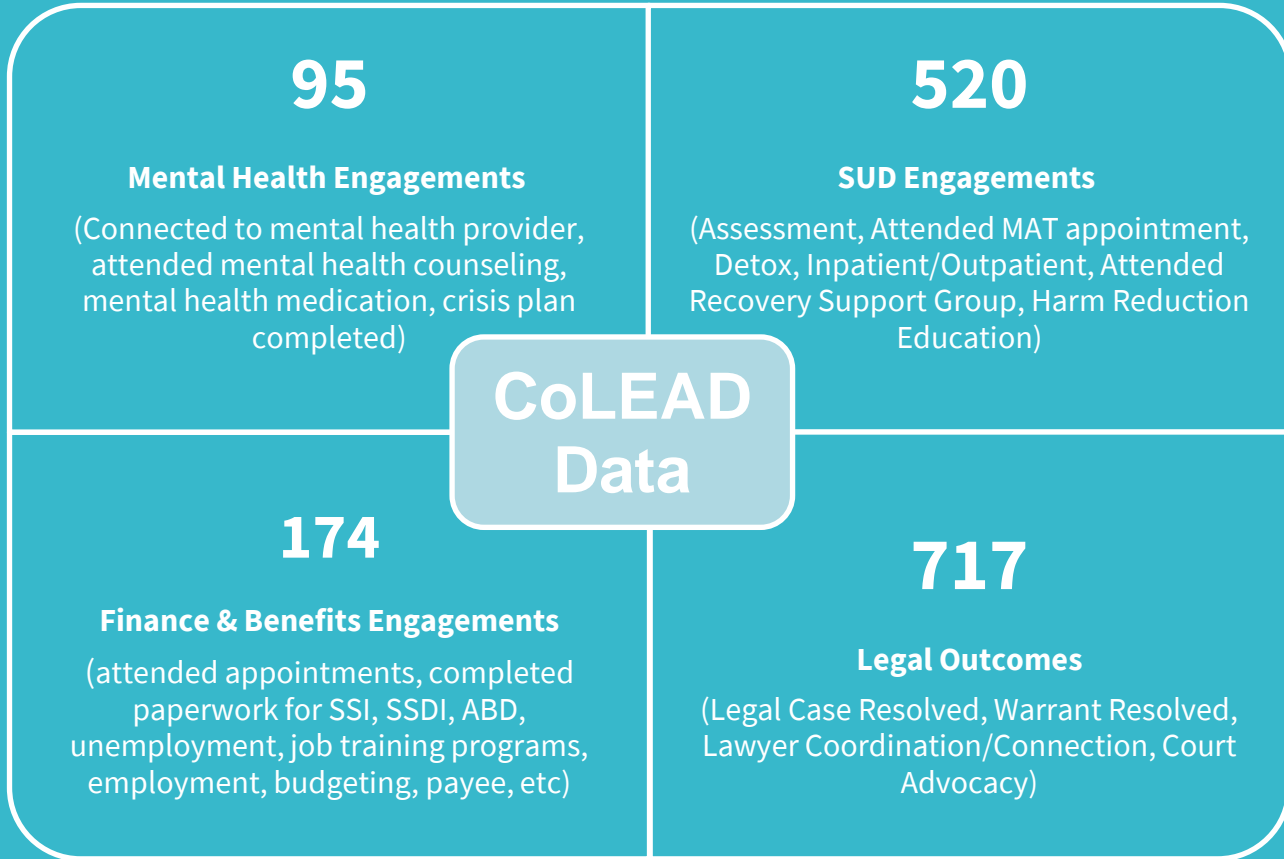 95
Mental Health Engagements
(Connected to mental health provider,
attended mental health counseling,
mental health medication, crisis plan
completed)
520
SUD Engagements
(Assessment, Attended MAT appointment,
Detox, Inpatient/Outpatient, Attended
Recovery Support Group, Harm Reduction
Education)
CoLEAD
Data
174
Finance & Benefits Engagements
(attended appointments, completed
paperwork for SSI, SSDI, ABD,
unemployment, job training programs,
employment, budgeting, payee, etc)
717
Legal Outcomes
(Legal Case Resolved, Warrant Resolved,
Lawyer Coordination/Connection, Court
Advocacy)